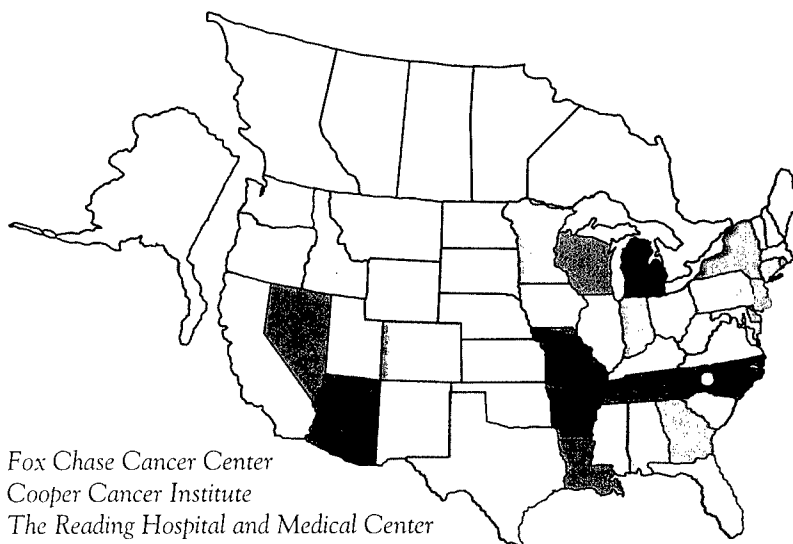 Fox Chase Cancer Center
Cooper Cancer Institute
The Reading Hospital and Medical Center